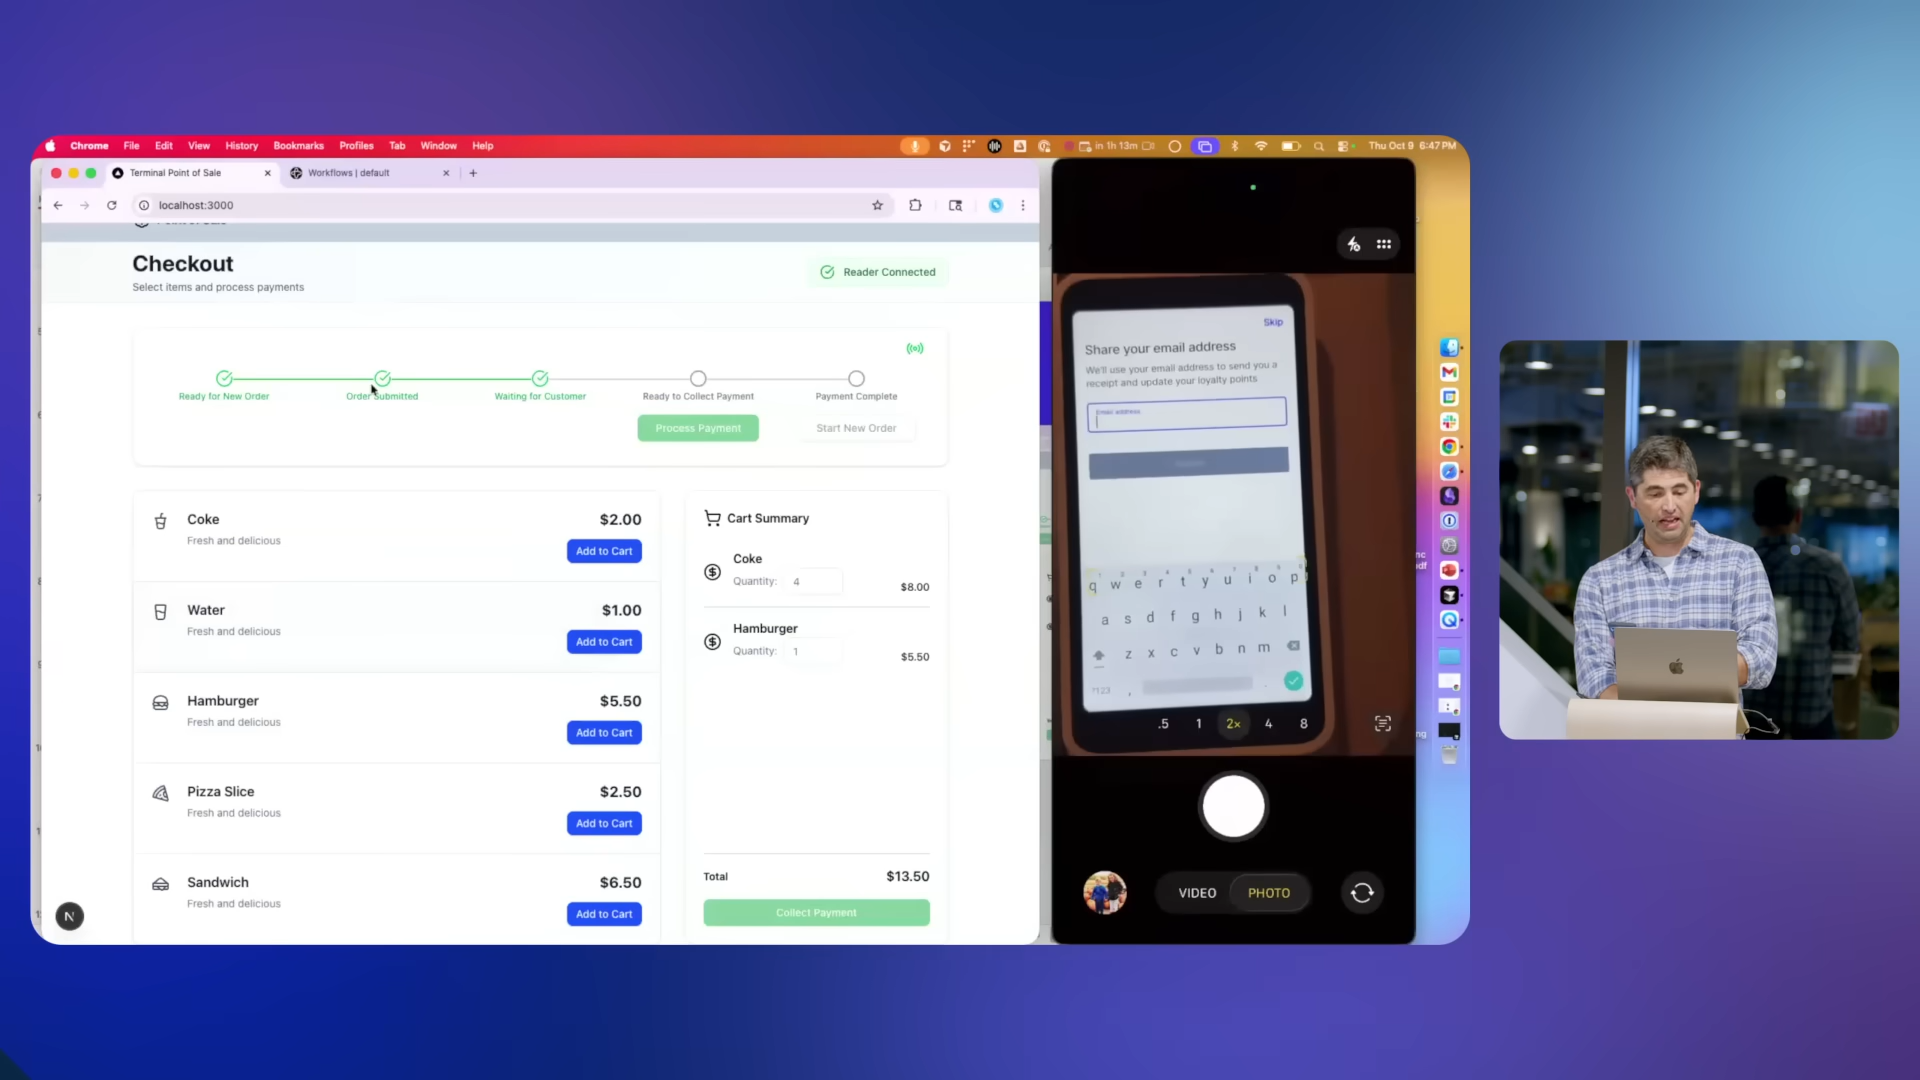 Chrome File Edit View History Bookmarks Profiles Tab Window Help
in 1h 13m
Thu Oct 9 6:47 PM
Terminal Point of Sale
Workflows | default
localhost:3000
Checkout
Select items and process payments
Reader Connected
Ready for New Order
Order Submitted
Waiting for Customer
Ready to Collect Payment
Payment Complete
Process Payment
Start New Order
Coke
$2.00
Fresh and delicious
Add to Cart
Water
$1.00
Fresh and delicious
Add to Cart
Hamburger
$5.50
Fresh and delicious
Add to Cart
Pizza Slice
$2.50
Fresh and delicious
Add to Cart
Sandwich
$6.50
Fresh and delicious
Add to Cart
Cart Summary
Coke
Quantity: 4
$8.00
Hamburger
Quantity: 1
$5.50
Total
$13.50
Collect Payment
N
Skip
Share your email address
We'll use your email address to send you a
receipt and update your loyalty points
Email address
q w e r t y u i o p
a s d f g h j k l
z x c v b n m
?123 , .
.5 1 2× 4 8
VIDEO PHOTO